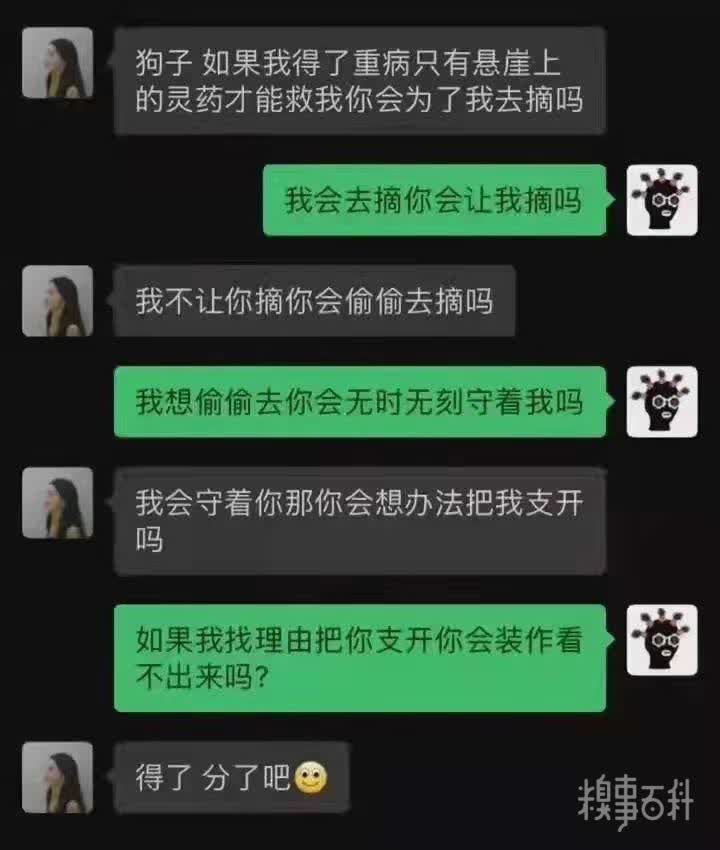 狗子 如果我得了重病只有悬崖上
的灵药才能救我你会为了我去摘吗
我会去摘你会让我摘吗
我不让你摘你会偷偷去摘吗
我想偷偷去你会无时无刻守着我吗
我会守着你那你会想办法把我支开
吗
如果我找理由把你支开你会装作看
不出来吗?
得了 分了吧🙂
糗事百科